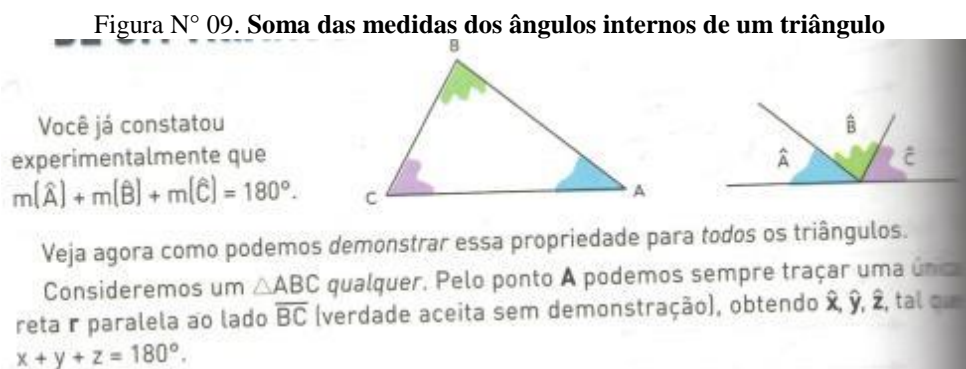 Figura N° 09. Soma das medidas dos ângulos internos de um triângulo
B
Você já constatou
experimentalmente que
m(Â) + m(B̂) + m(Ĉ) = 180°.
C
A
Â
B̂
Ĉ
Veja agora como podemos demonstrar essa propriedade para todos os triângulos.
Consideremos um △ABC qualquer. Pelo ponto A podemos sempre traçar uma única
reta r paralela ao lado B̅C̅ (verdade aceita sem demonstração), obtendo x̂, ŷ, ẑ, tal que
x + y + z = 180°.